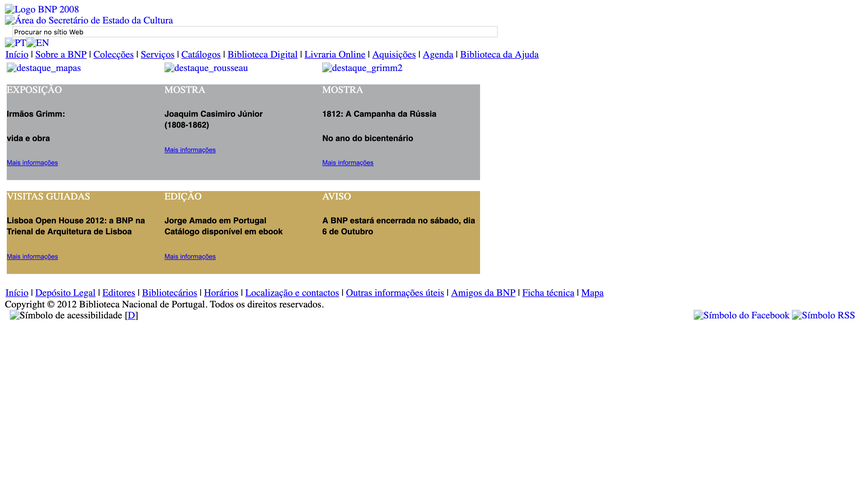 Logo BNP 2008
Área do Secretário de Estado da Cultura
Procurar no sítio Web
PT EN
Início | Sobre a BNP | Colecções | Serviços | Catálogos | Biblioteca Digital | Livraria Online | Aquisições | Agenda | Biblioteca da Ajuda
destaque_mapas destaque_rousseau destaque_grimm2
EXPOSIÇÃO
Irmãos Grimm:
vida e obra
Mais informações
MOSTRA
Joaquim Casimiro Júnior
(1808-1862)
Mais informações
MOSTRA
1812: A Campanha da Rússia
No ano do bicentenário
Mais informações
VISITAS GUIADAS
Lisboa Open House 2012: a BNP na
Trienal de Arquitetura de Lisboa
Mais informações
EDIÇÃO
Jorge Amado em Portugal
Catálogo disponível em ebook
Mais informações
AVISO
A BNP estará encerrada no sábado, dia
6 de Outubro
Início | Depósito Legal | Editores | Bibliotecários | Horários | Localização e contactos | Outras informações úteis | Amigos da BNP | Ficha técnica | Mapa
Copyright © 2012 Biblioteca Nacional de Portugal. Todos os direitos reservados.
Símbolo de acessibilidade [D] Símbolo do Facebook Símbolo RSS